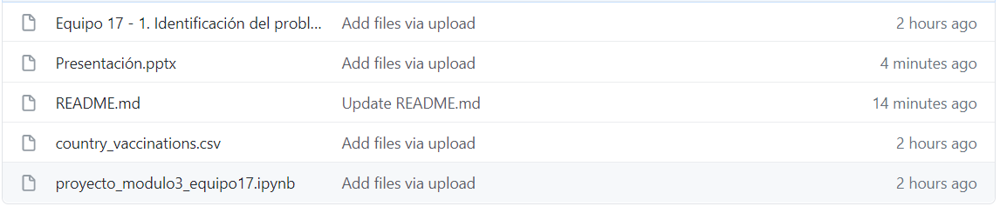 Equipo 17 - 1. Identificación del probl... Add files via upload 2 hours ago
Presentación.pptx Add files via upload 4 minutes ago
README.md Update README.md 14 minutes ago
country_vaccinations.csv Add files via upload 2 hours ago
proyecto_modulo3_equipo17.ipynb Add files via upload 2 hours ago